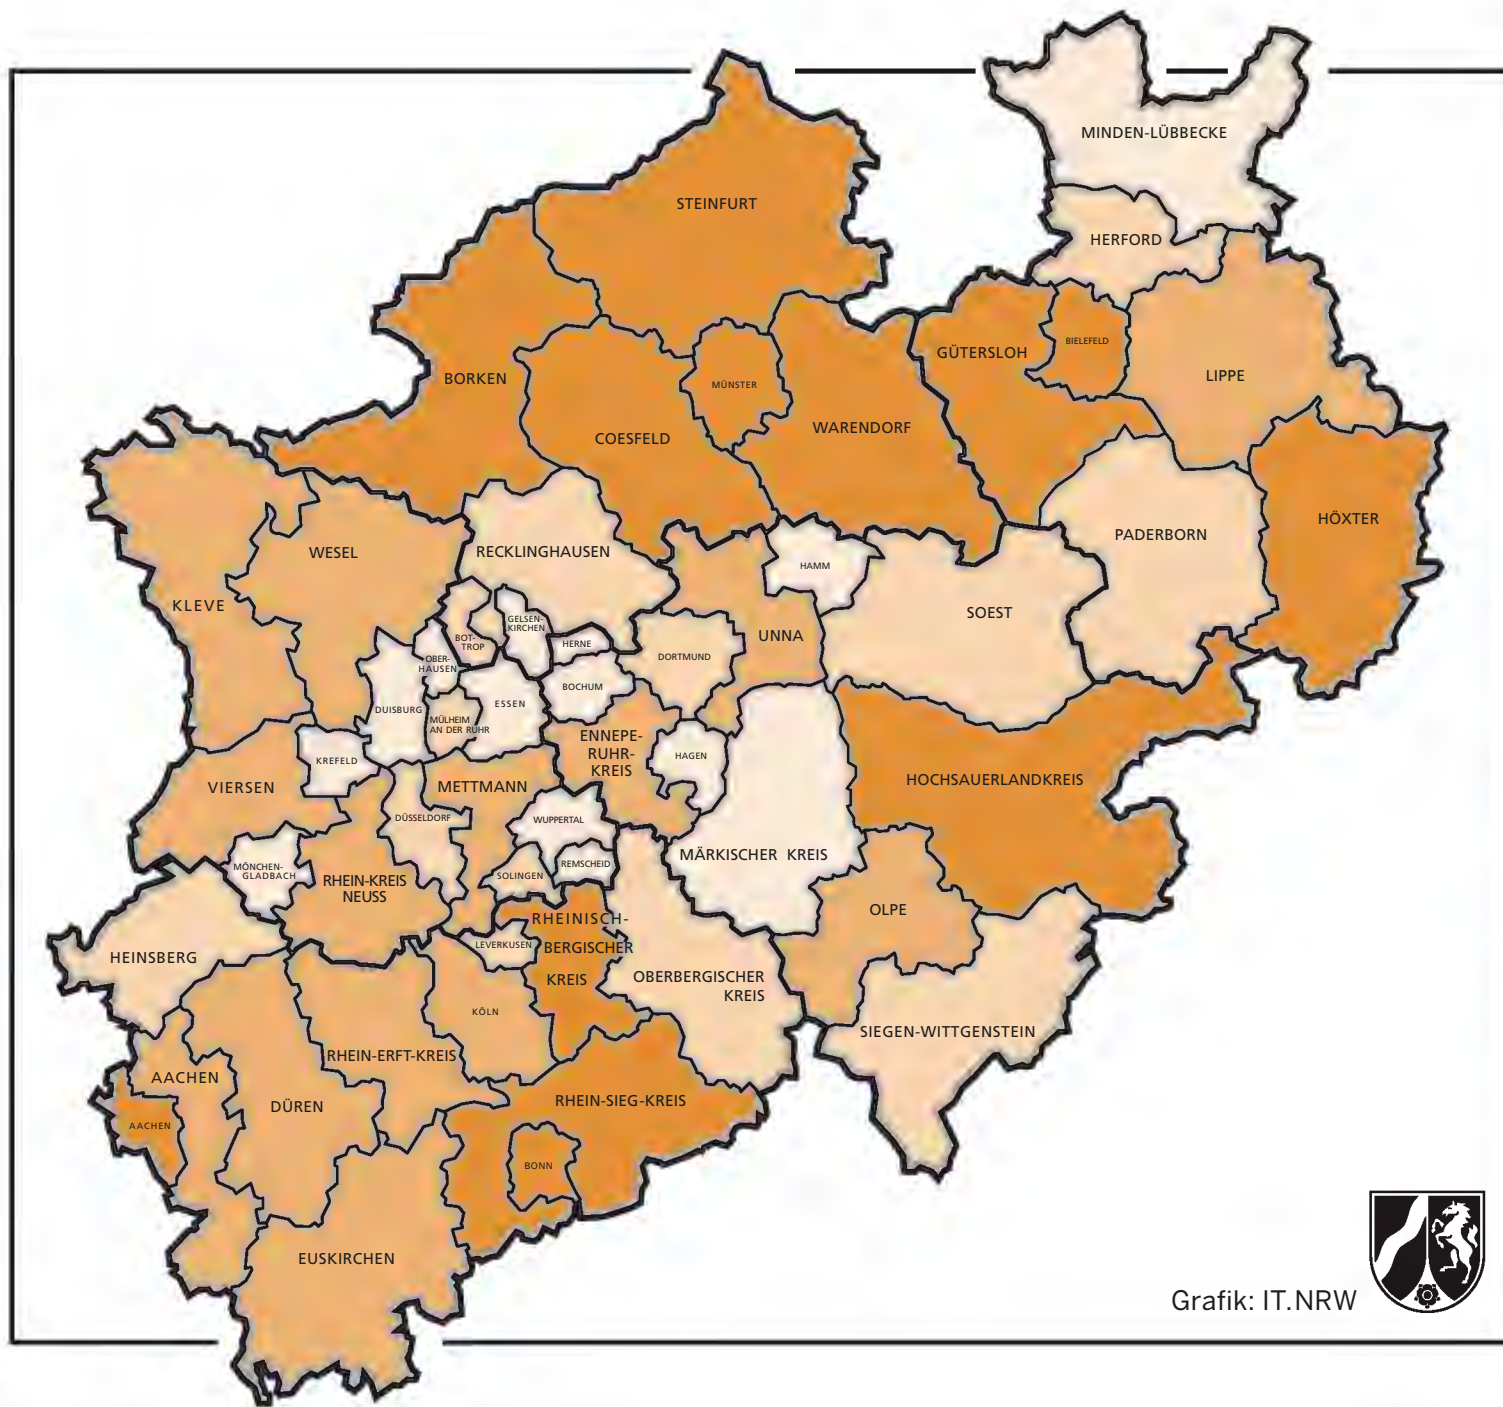 MINDEN-LÜBBECKE
STEINFURT
HERFORD
BIELEFELD
GÜTERSLOH
LIPPE
BORKEN
MÜNSTER
WARENDORF
COESFELD
HÖXTER
PADERBORN
WESEL
RECKLINGHAUSEN
HAMM
KLEVE
SOEST
GELSEN-
KIRCHEN
UNNA
BOT-
TROP
HERNE
DORTMUND
OBER-
HAUSEN
BOCHUM
ESSEN
DUISBURG
MÜLHEIM
AN DER RUHR
ENNEPE-
RUHR-
KREIS
HAGEN
KREFELD
HOCHSAUERLANDKREIS
VIERSEN
METTMANN
DÜSSELDORF
WUPPERTAL
MÄRKISCHER KREIS
REMSCHEID
MÖNCHEN-
GLADBACH
SOLINGEN
RHEIN-KREIS
NEUSS
OLPE
RHEINISCH-
BERGISCHER
KREIS
LEVERKUSEN
HEINSBERG
OBERBERGISCHER
KREIS
KÖLN
SIEGEN-WITTGENSTEIN
RHEIN-ERFT-KREIS
AACHEN
RHEIN-SIEG-KREIS
DÜREN
AACHEN
BONN
EUSKIRCHEN
Grafik: IT.NRW